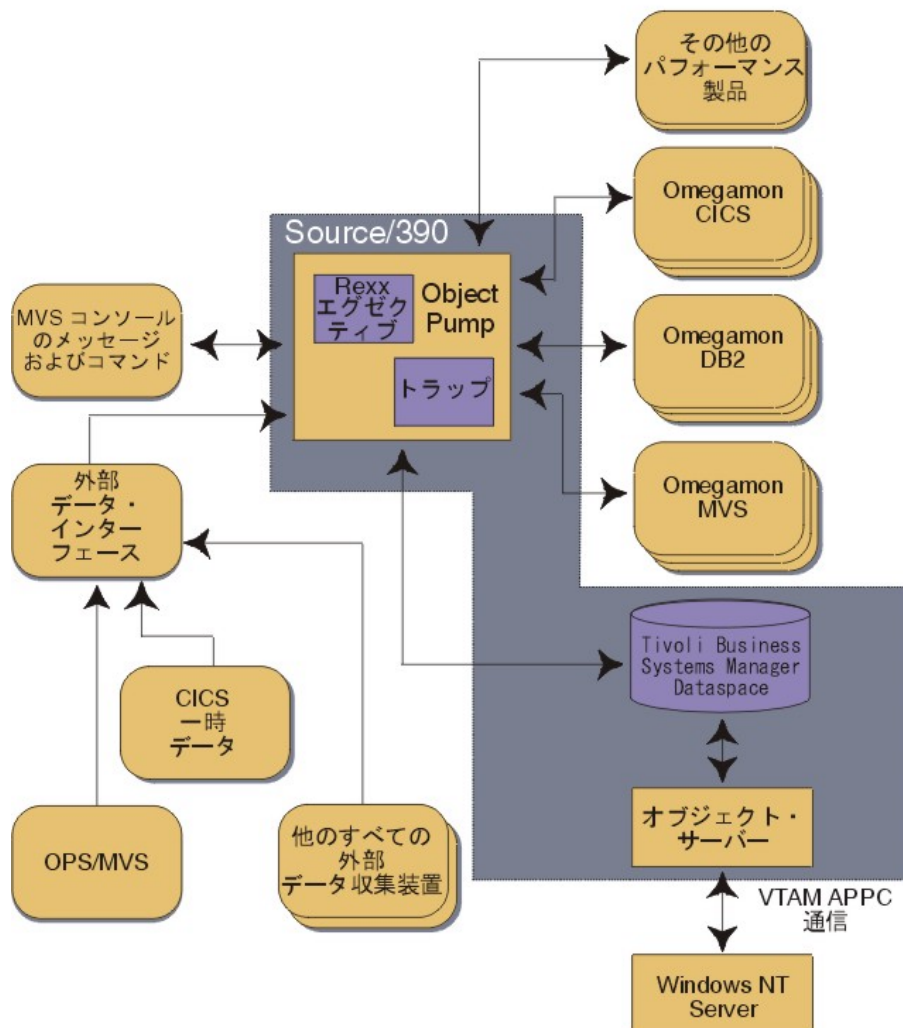 その他の
パフォーマンス
製品
Omegamon
CICS
Source/390
Rexx
エグゼク
ティブ
Object
Pump
トラップ
MVS コンソール
のメッセージ
およびコマンド
Omegamon
DB2
外部
データ・
インター
フェース
Omegamon
MVS
Tivoli Business
Systems Manager
Dataspace
CICS
一時
データ
OPS/MVS
他のすべての
外部
データ収集装置
オブジェクト・
サーバー
VTAM APPC
通信
Windows NT
Server